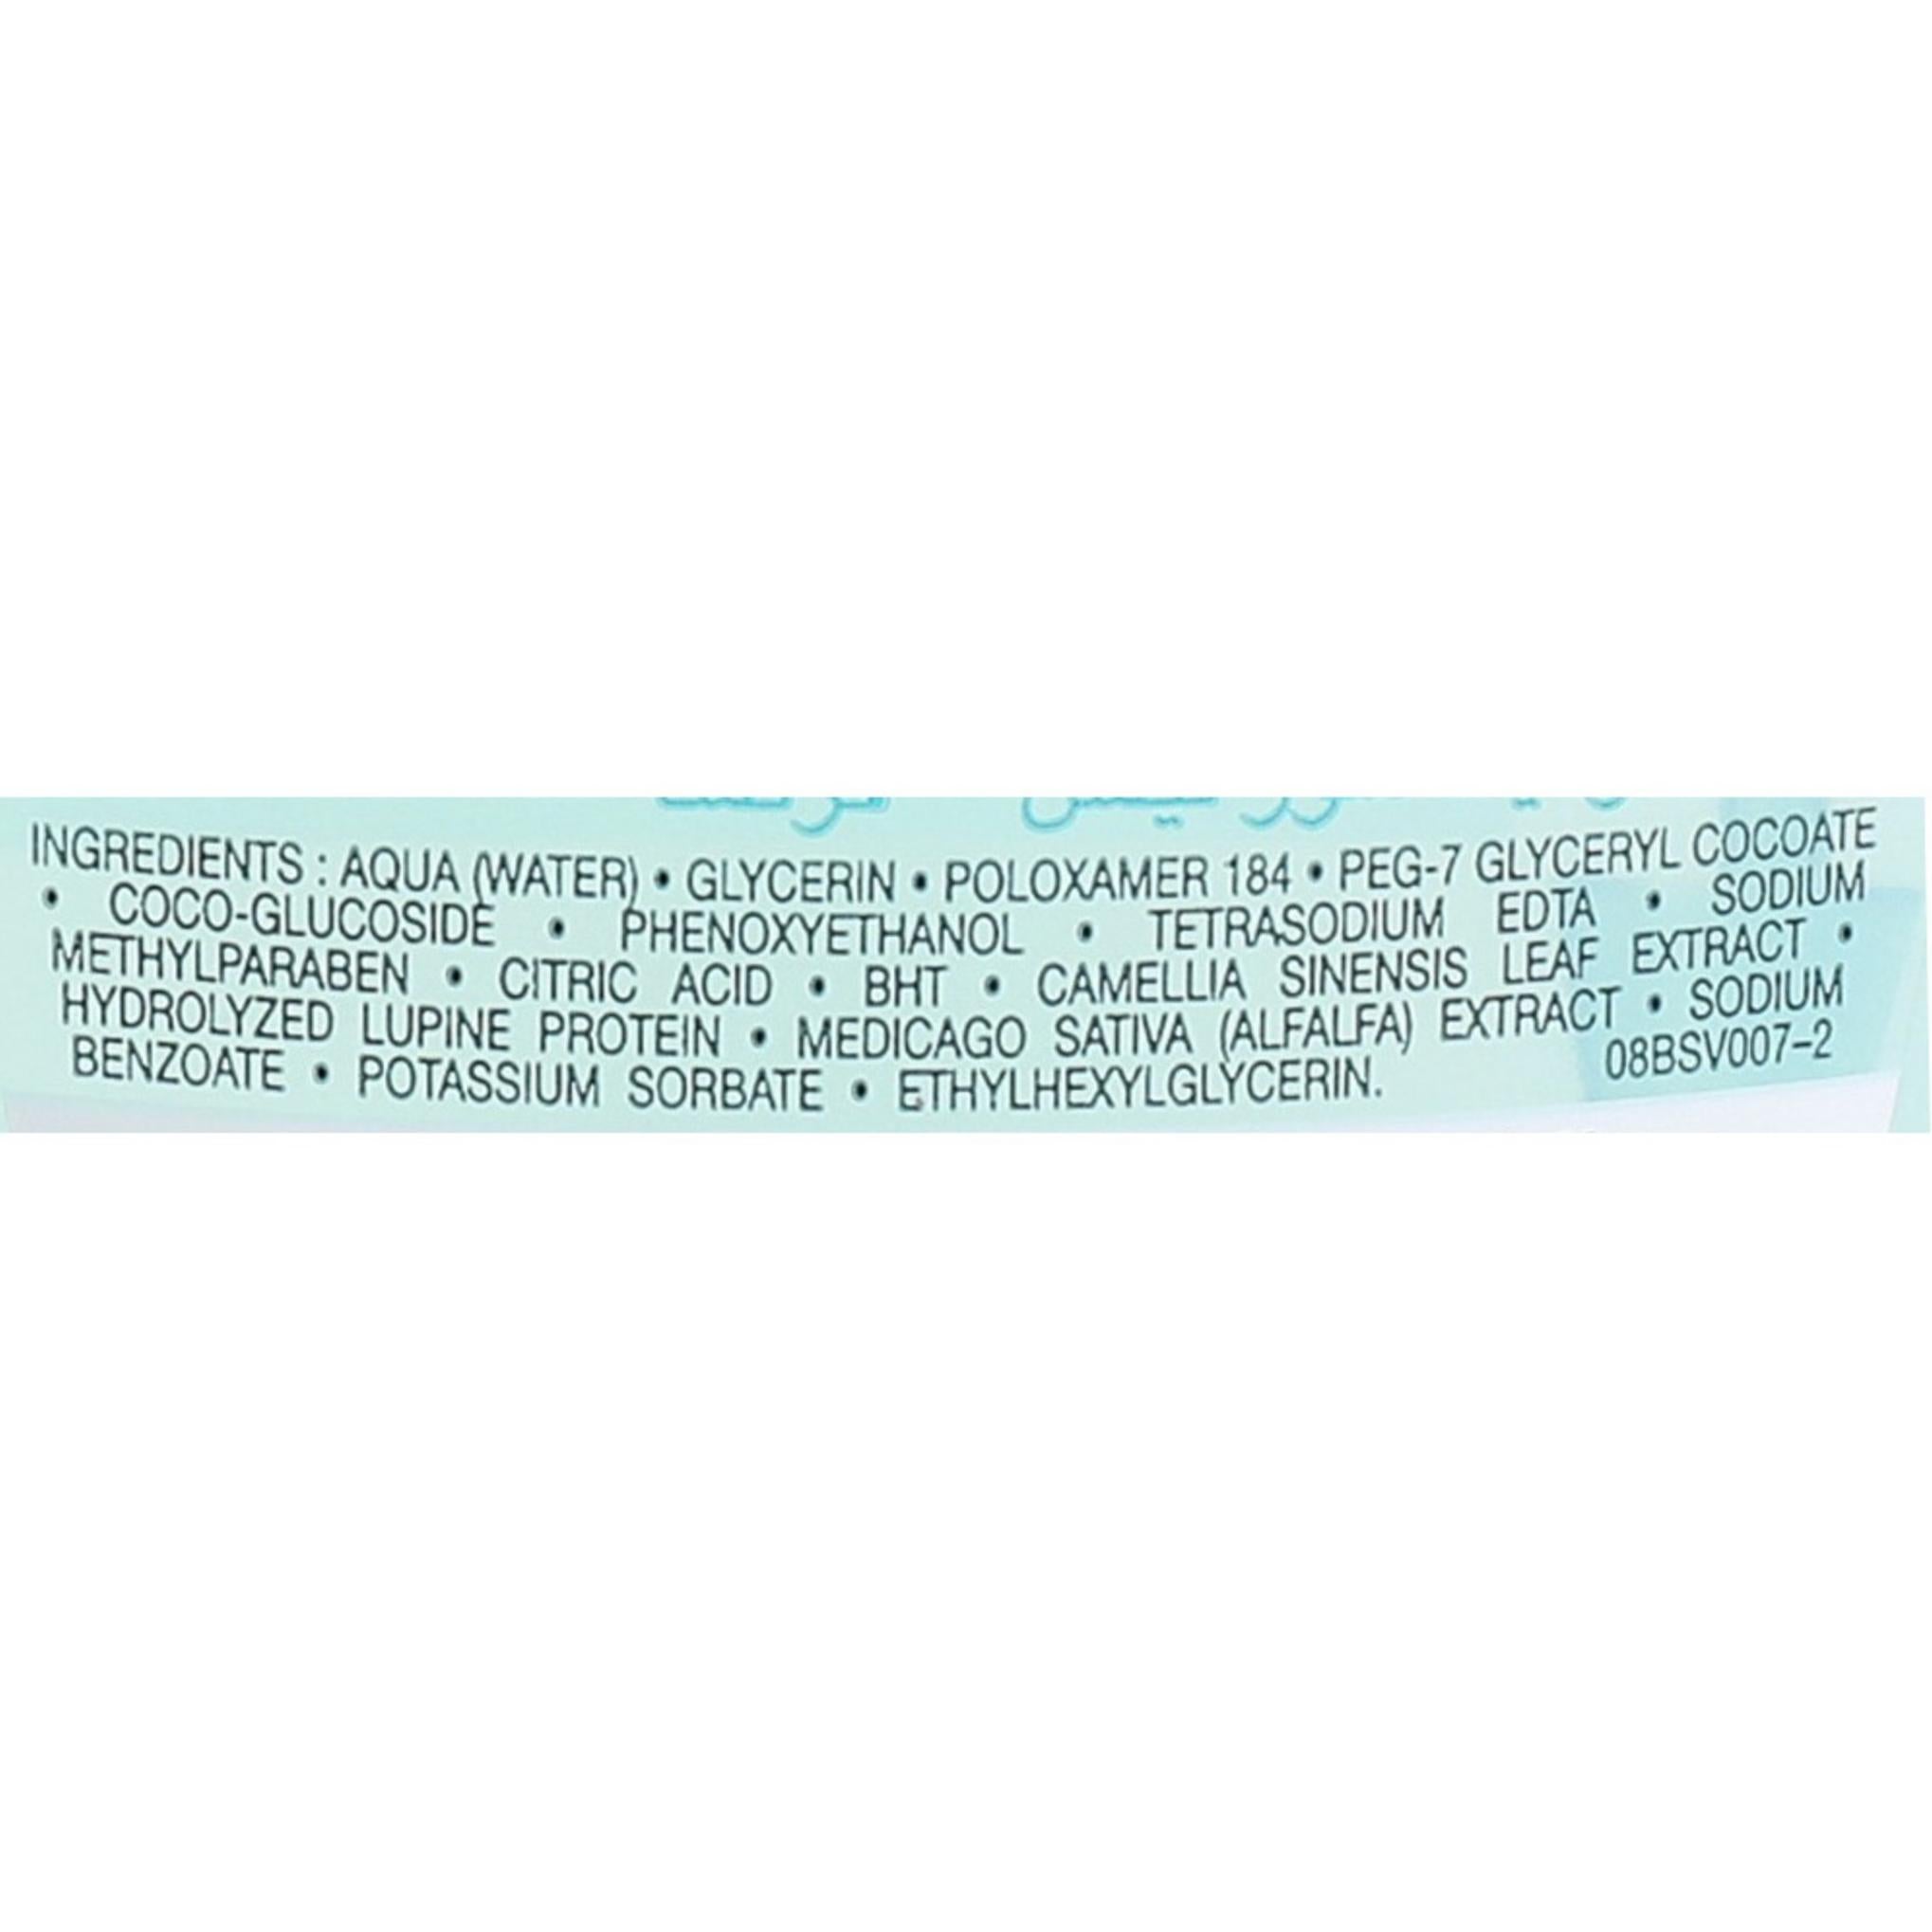 INGREDIENTS : AQUA (WATER) • GLYCERIN • POLOXAMER 184 • PEG-7 GLYCERYL COCOATE
• COCO-GLUCOSIDE • PHENOXYETHANOL • TETRASODIUM EDTA • SODIUM
METHYLPARABEN • CITRIC ACID • BHT • CAMELLIA SINENSIS LEAF EXTRACT •
HYDROLYZED LUPINE PROTEIN • MEDICAGO SATIVA (ALFALFA) EXTRACT • SODIUM
BENZOATE • POTASSIUM SORBATE • ETHYLHEXYLGLYCERIN. 08BSV007-2